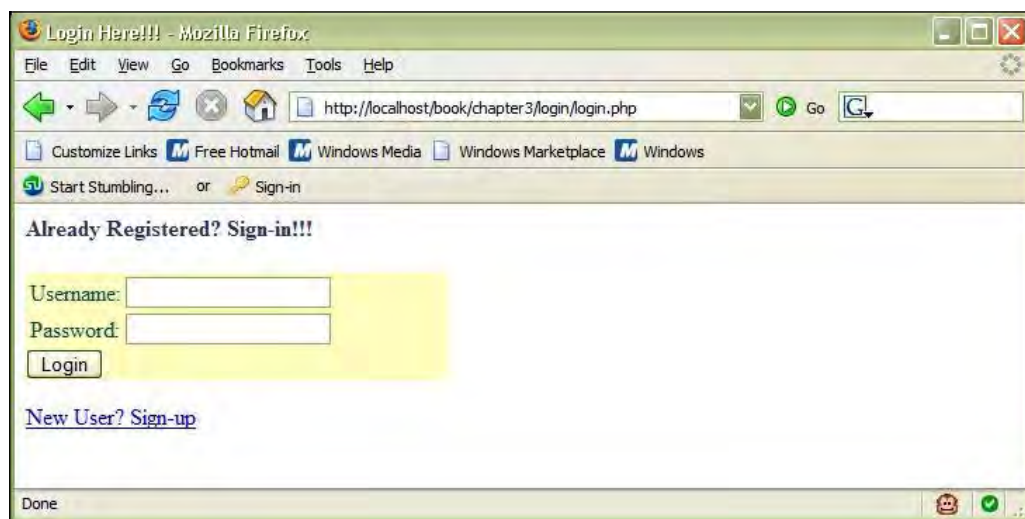 Login Here!!! - Mozilla Firefox
File Edit View Go Bookmarks Tools Help
http://localhost/book/chapter3/login/login.php Go G
Customize Links M Free Hotmail M Windows Media Windows Marketplace M Windows
Start Stumbling... or Sign-in
Already Registered? Sign-in!!!
Username:
Password:
Login
New User? Sign-up
Done